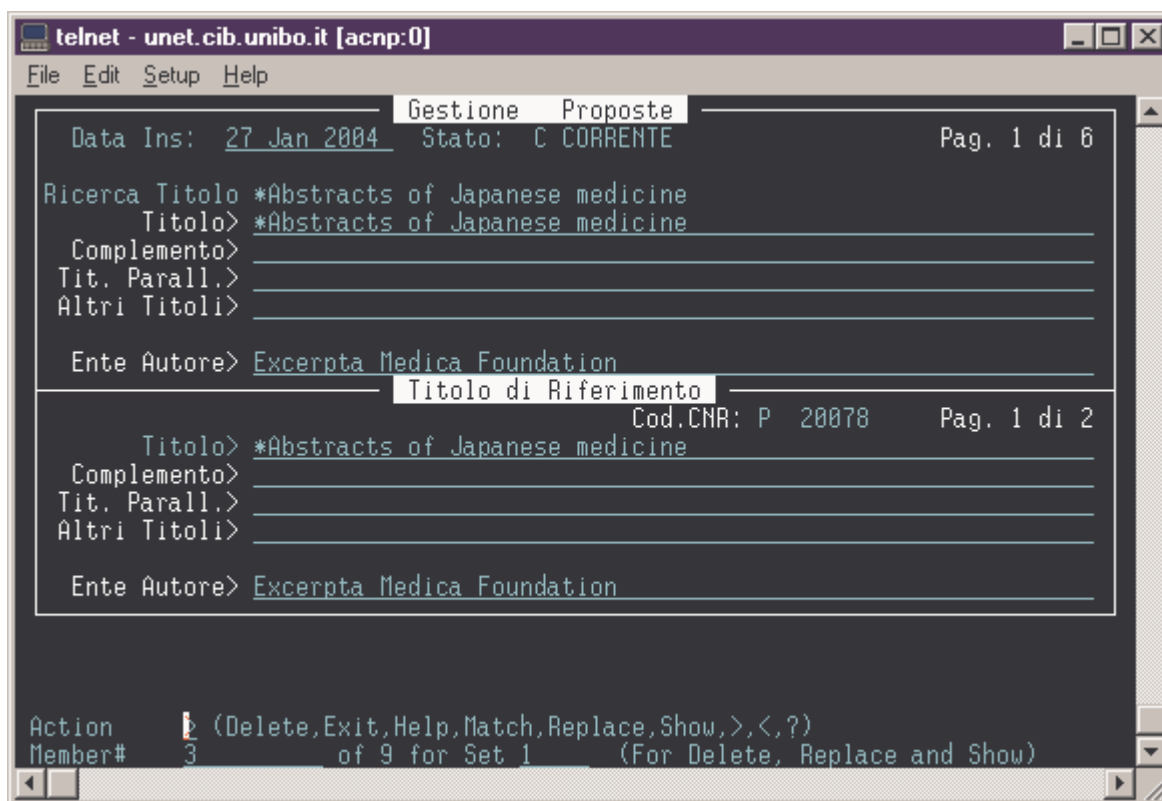 telnet - unet.cib.unibo.it [acnp:0]
File Edit Setup Help
Gestione Proposte
Data Ins: 27 Jan 2004 Stato: C CORRENTE Pag. 1 di 6
Ricerca Titolo *Abstracts of Japanese medicine
Titolo> *Abstracts of Japanese medicine
Complemento>
Tit. Parall.>
Altri Titoli>
Ente Autore> Excerpta Medica Foundation
Titolo di Riferimento
Cod.CNR: P 20078 Pag. 1 di 2
Titolo> *Abstracts of Japanese medicine
Complemento>
Tit. Parall.>
Altri Titoli>
Ente Autore> Excerpta Medica Foundation
Action > (Delete,Exit,Help,Match,Replace,Show,>,<,?)
Member# 3 of 9 for Set 1 (For Delete, Replace and Show)